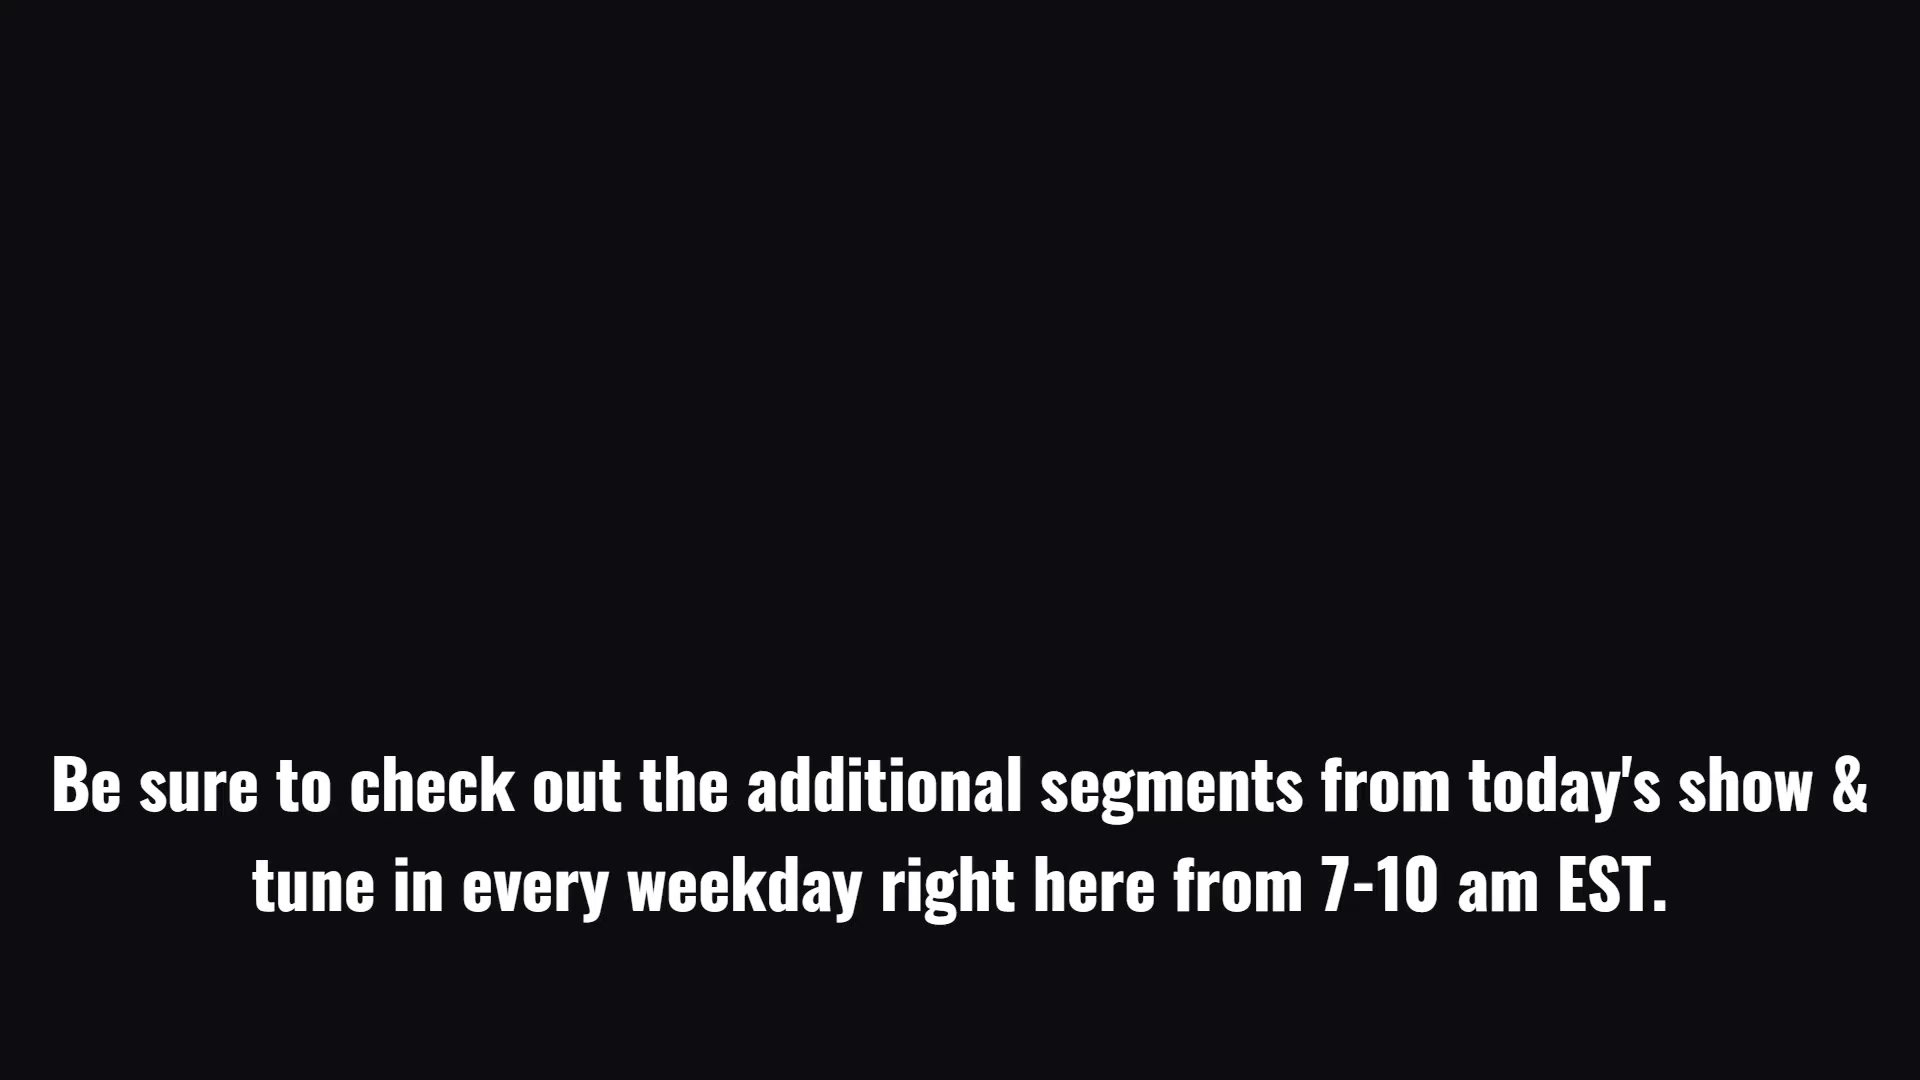 Be sure to check out the additional segments from today's show &
tune in every weekday right here from 7-10 am EST.